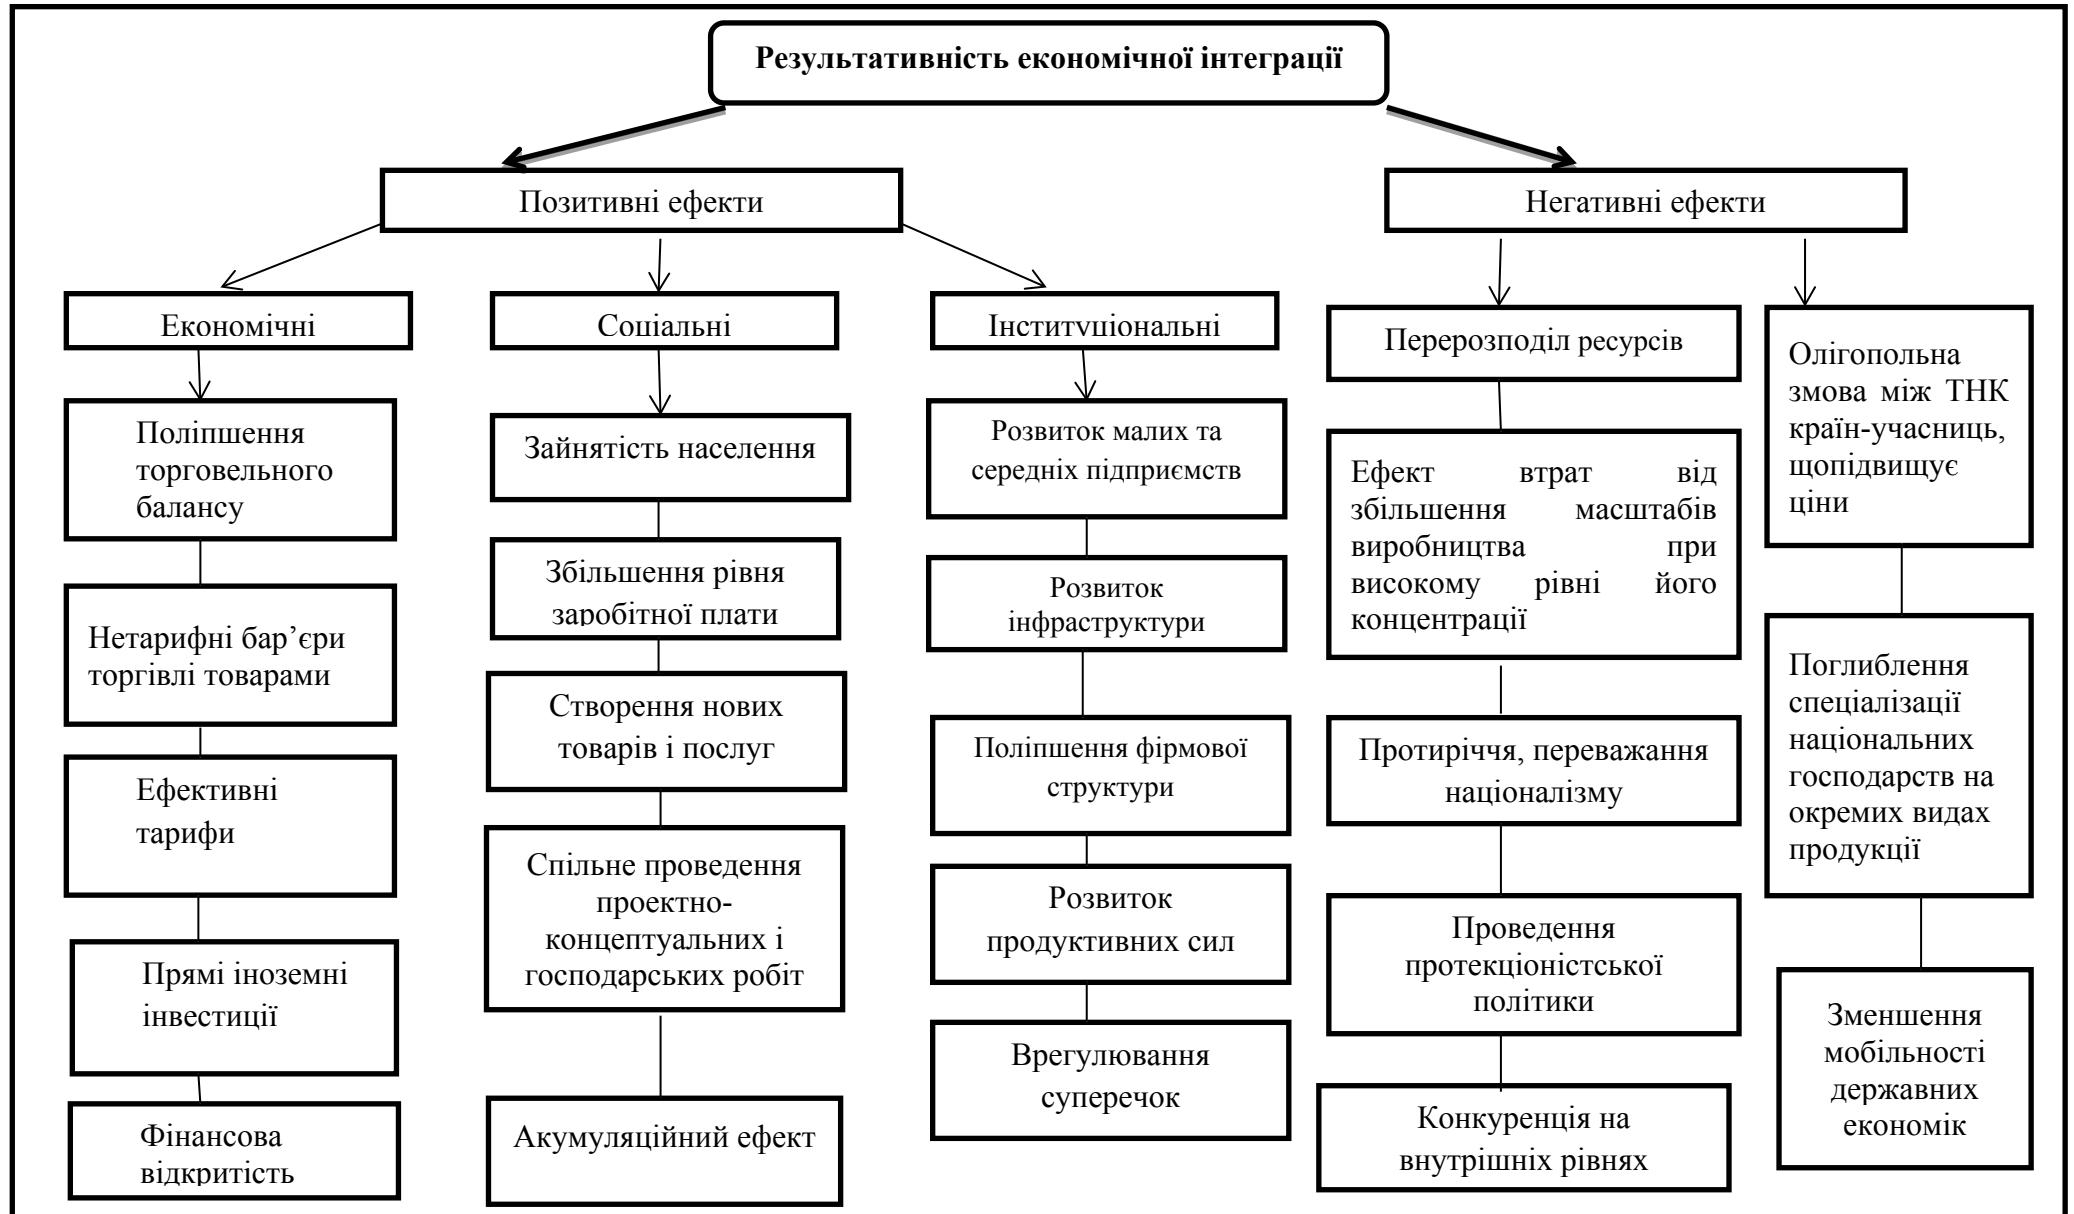 Результативність економічної інтеграції
Позитивні ефекти
Негативні ефекти
Економічні
Соціальні
Інституціональні
Поліпшення
торговельного
балансу
Нетарифні бар’єри
торгівлі товарами
Ефективні
тарифи
Прямі іноземні
інвестиції
Фінансова
відкритість
Зайнятість населення
Збільшення рівня
заробітної плати
Створення нових
товарів і послуг
Спільне проведення
проектно-
концептуальних і
господарських робіт
Акумуляційний ефект
Розвиток малих та
середніх підприємств
Розвиток
інфраструктури
Поліпшення фірмової
структури
Розвиток
продуктивних сил
Врегулювання
суперечок
Перерозподіл ресурсів
Ефект втрат від
збільшення масштабів
виробництва при
високому рівні його
концентрації
Протиріччя, переважання
націоналізму
Проведення
протекціоністської
політики
Конкуренція на
внутрішніх рівнях
Олігопольна
змова між ТНК
країн-учасниць,
щопідвищує
ціни
Поглиблення
спеціалізації
національних
господарств на
окремих видах
продукції
Зменшення
мобільності
державних
економік